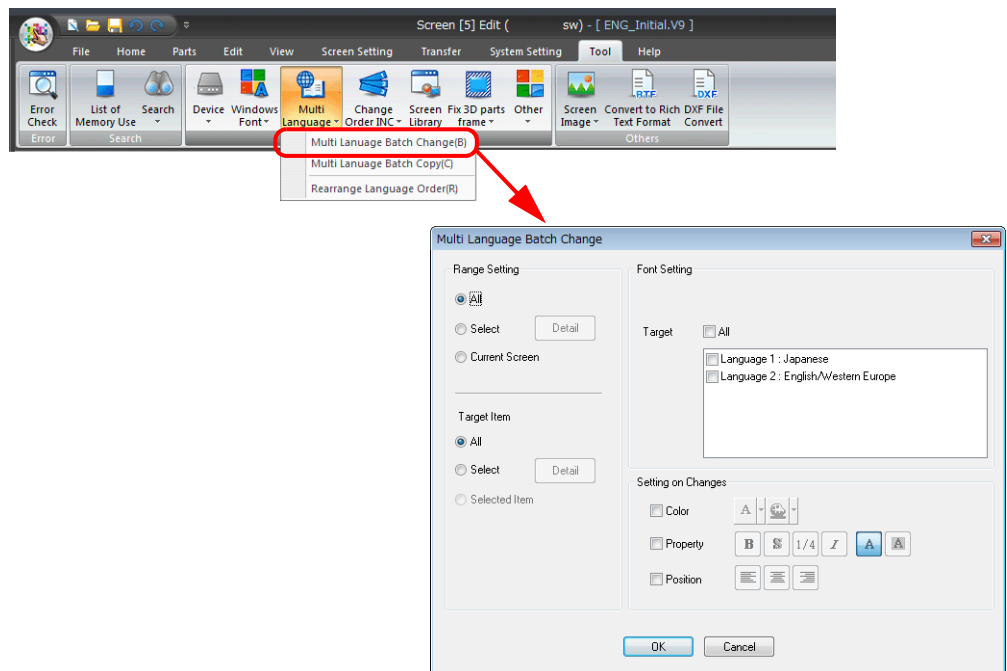 Screen [5] Edit ( sw) - [ ENG_Initial.V9 ]
File Home Parts Edit View Screen Setting Transfer System Setting Tool Help
Error Check
List of Memory Use
Search
Device
Windows Font
Multi Language
Change Order INC
Screen Library
Fix 3D parts frame
Other
Screen Image
RTF
Convert to Rich Text Format
DXF
DXF File Convert
Error
Search
Others
Multi Lanuage Batch Change(B)
Multi Lanuage Batch Copy(C)
Rearrange Language Order(R)
Multi Language Batch Change
Range Setting
All
Select Detail
Current Screen
Target Item
All
Select Detail
Selected Item
Font Setting
Target All
Language 1 : Japanese
Language 2 : English/Western Europe
Setting on Changes
Color A
Property B S 1/4 I A A
Position
OK Cancel